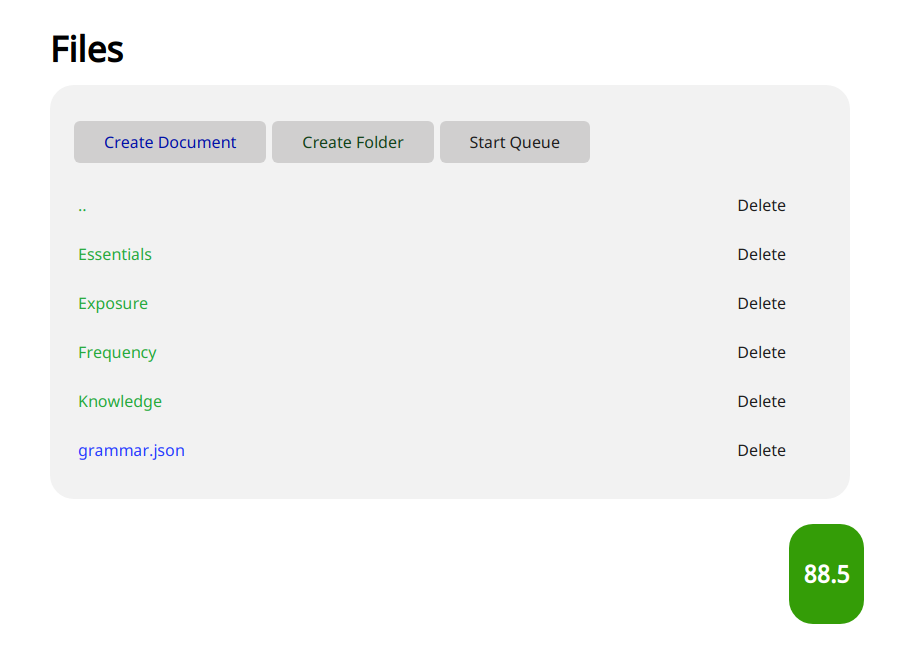 Files
Create Document Create Folder Start Queue
.. Delete
Essentials Delete
Exposure Delete
Frequency Delete
Knowledge Delete
grammar.json Delete
88.5